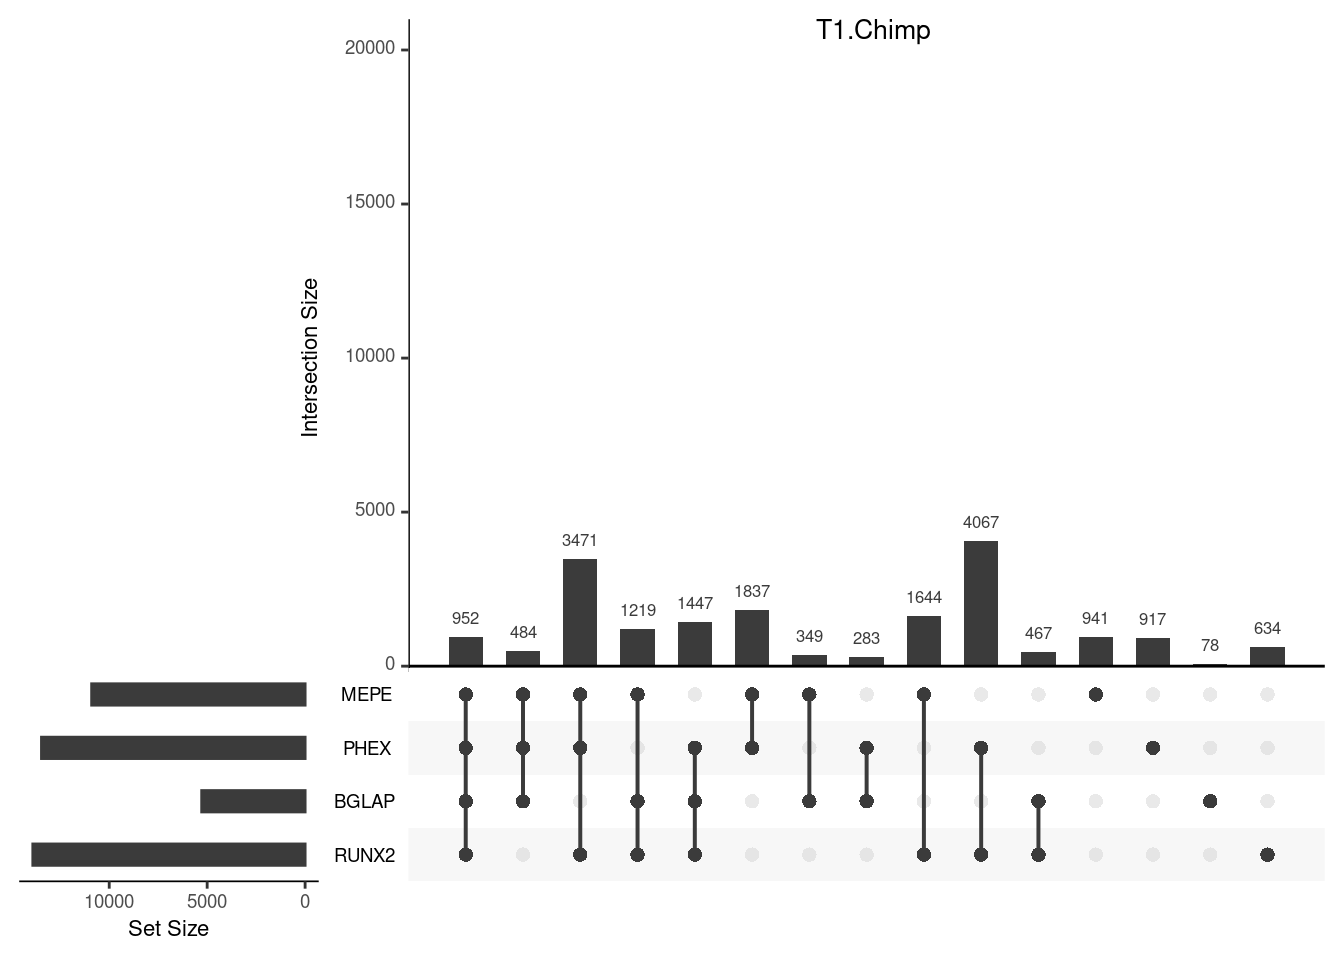 T1.Chimp
20000
15000
10000
5000
0
Intersection Size
952 484 3471 1219 1447 1837 349 283 1644 4067 467 941 917 78 634
MEPE
PHEX
BGLAP
RUNX2
10000 5000 0
Set Size